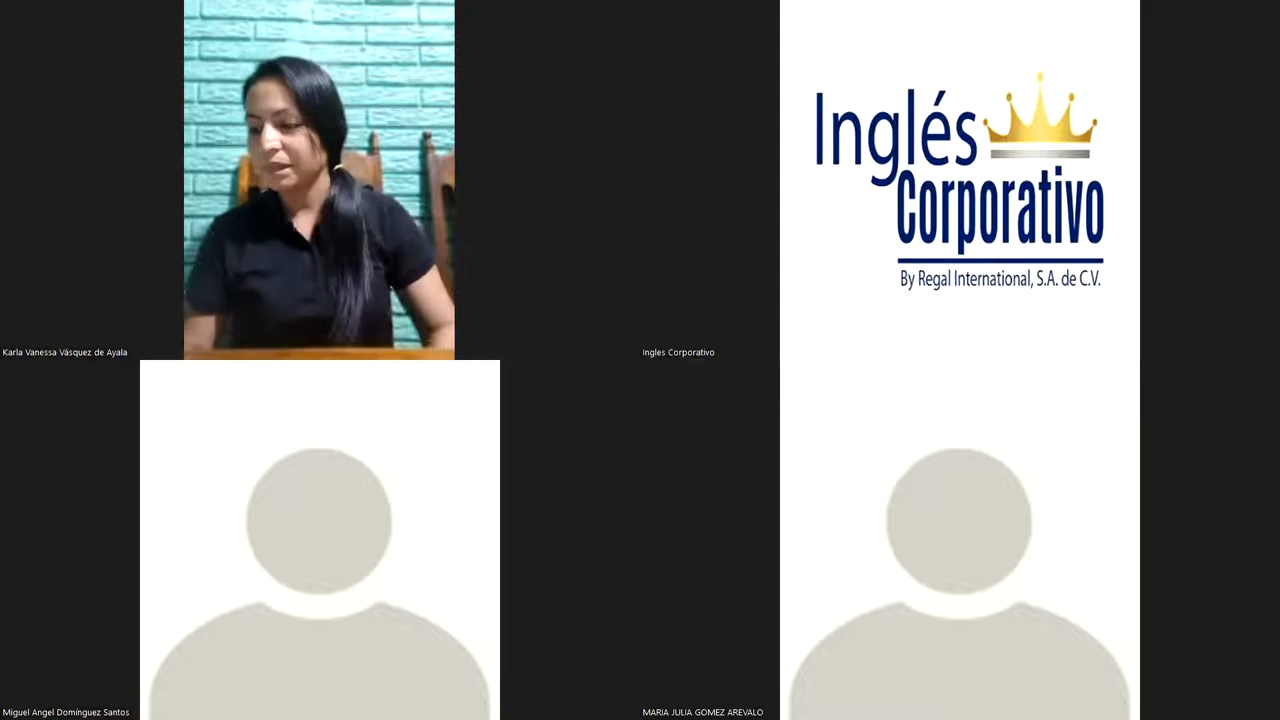 Inglés
Corporativo
By Regal International, S.A. de C.V.
Karla Vanessa Vásquez de Ayala
Ingles Corporativo
Miguel Angel Domínguez Santos
MARIA JULIA GOMEZ AREVALO